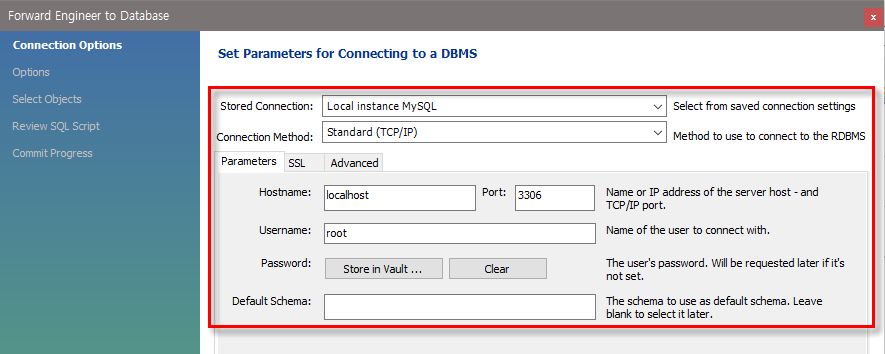 Forward Engineer to Database
x
Connection Options
Options
Select Objects
Review SQL Script
Commit Progress
Set Parameters for Connecting to a DBMS
Stored Connection: Local instance MySQL Select from saved connection settings
Connection Method: Standard (TCP/IP) Method to use to connect to the RDBMS
Parameters SSL Advanced
Hostname: localhost Port: 3306 Name or IP address of the server host - and
TCP/IP port.
Username: root Name of the user to connect with.
Password: Store in Vault ... Clear The user's password. Will be requested later if it's
not set.
Default Schema: The schema to use as default schema. Leave
blank to select it later.